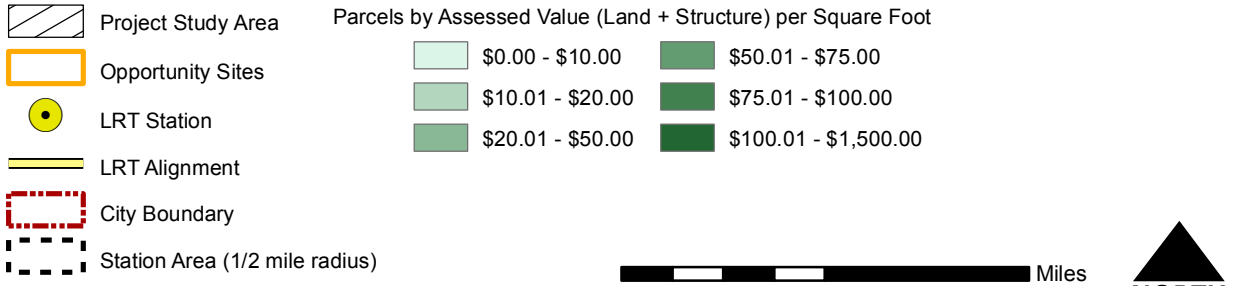 Project Study Area
Opportunity Sites
LRT Station
LRT Alignment
City Boundary
Station Area (1/2 mile radius)
Parcels by Assessed Value (Land + Structure) per Square Foot
$0.00 - $10.00
$10.01 - $20.00
$20.01 - $50.00
$50.01 - $75.00
$75.01 - $100.00
$100.01 - $1,500.00
Miles